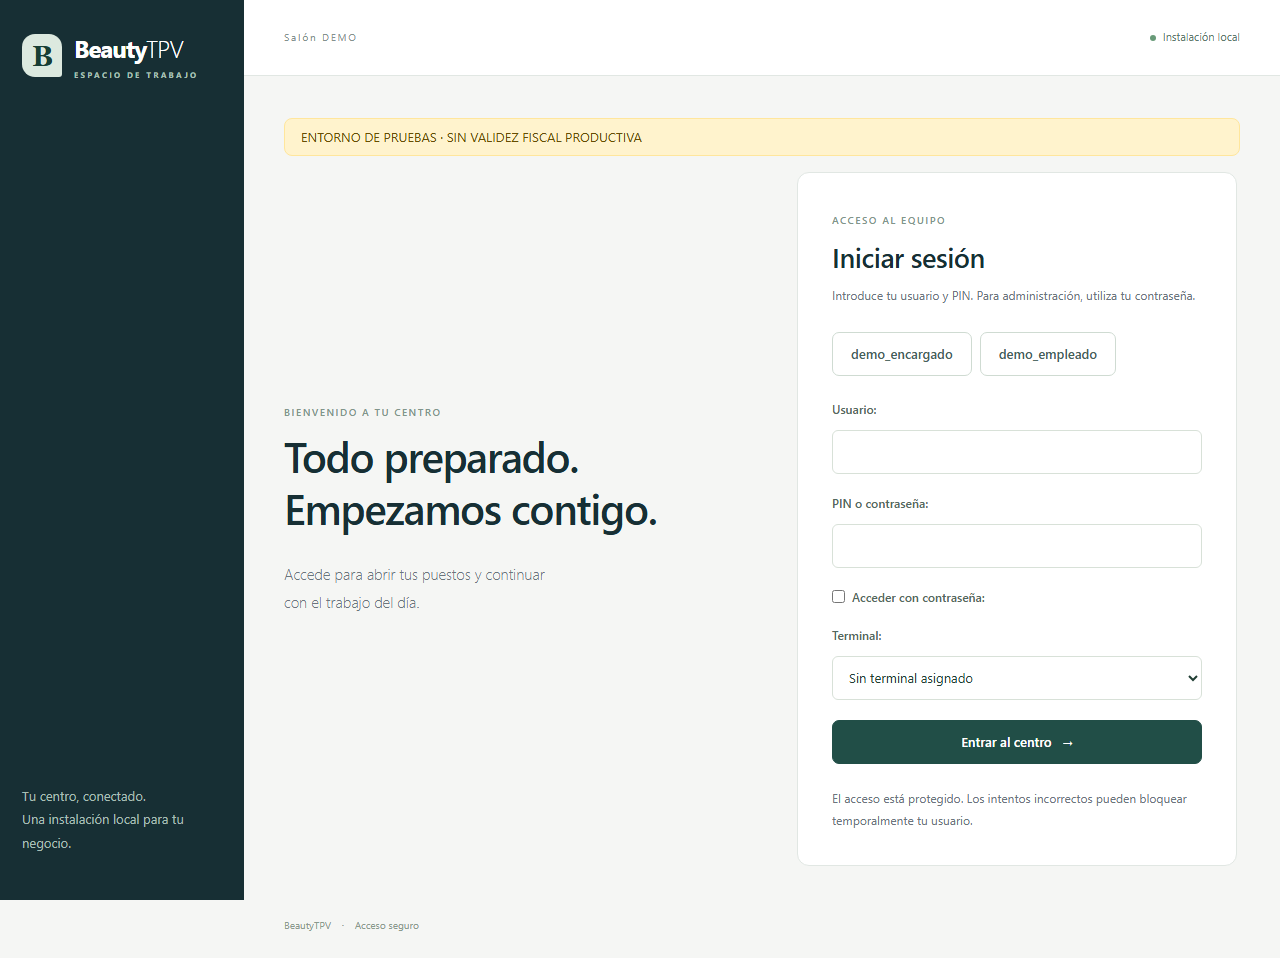 B
BeautyTPV
ESPACIO DE TRABAJO
Salón DEMO
Instalación local
ENTORNO DE PRUEBAS · SIN VALIDEZ FISCAL PRODUCTIVA
BIENVENIDO A TU CENTRO
Todo preparado.
Empezamos contigo.
Accede para abrir tus puestos y continuar
con el trabajo del día.
ACCESO AL EQUIPO
Iniciar sesión
Introduce tu usuario y PIN. Para administración, utiliza tu contraseña.
demo_encargado
demo_empleado
Usuario:
PIN o contraseña:
Acceder con contraseña:
Terminal:
Sin terminal asignado
Entrar al centro →
El acceso está protegido. Los intentos incorrectos pueden bloquear
temporalmente tu usuario.
Tu centro, conectado.
Una instalación local para tu
negocio.
BeautyTPV · Acceso seguro